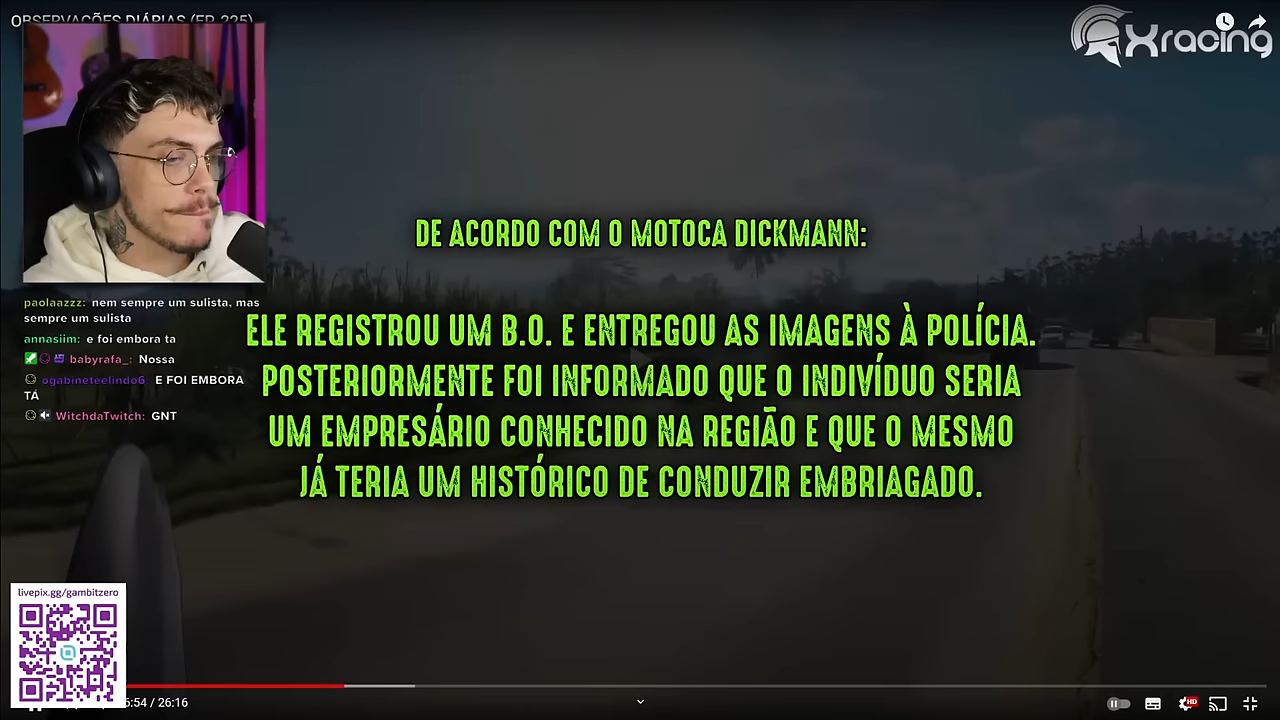 OBSERVAÇÕES DIÁRIAS (EP. 225)
Xracing
DE ACORDO COM O MOTOCA DICKMANN:
ELE REGISTROU UM B.O. E ENTREGOU AS IMAGENS À POLÍCIA.
POSTERIORMENTE FOI INFORMADO QUE O INDIVÍDUO SERIA
UM EMPRESÁRIO CONHECIDO NA REGIÃO E QUE O MESMO
JÁ TERIA UM HISTÓRICO DE CONDUZIR EMBRIAGADO.
paolaazzz: nem sempre um sulista, mas
sempre um sulista
annasiim: e foi embora ta
babyrafa_: Nossa
ogabineteelindo6: E FOI EMBORA
TÁ
WitchdaTwitch: GNT
livepix.gg/gambitzero
6:54 / 26:16
HD